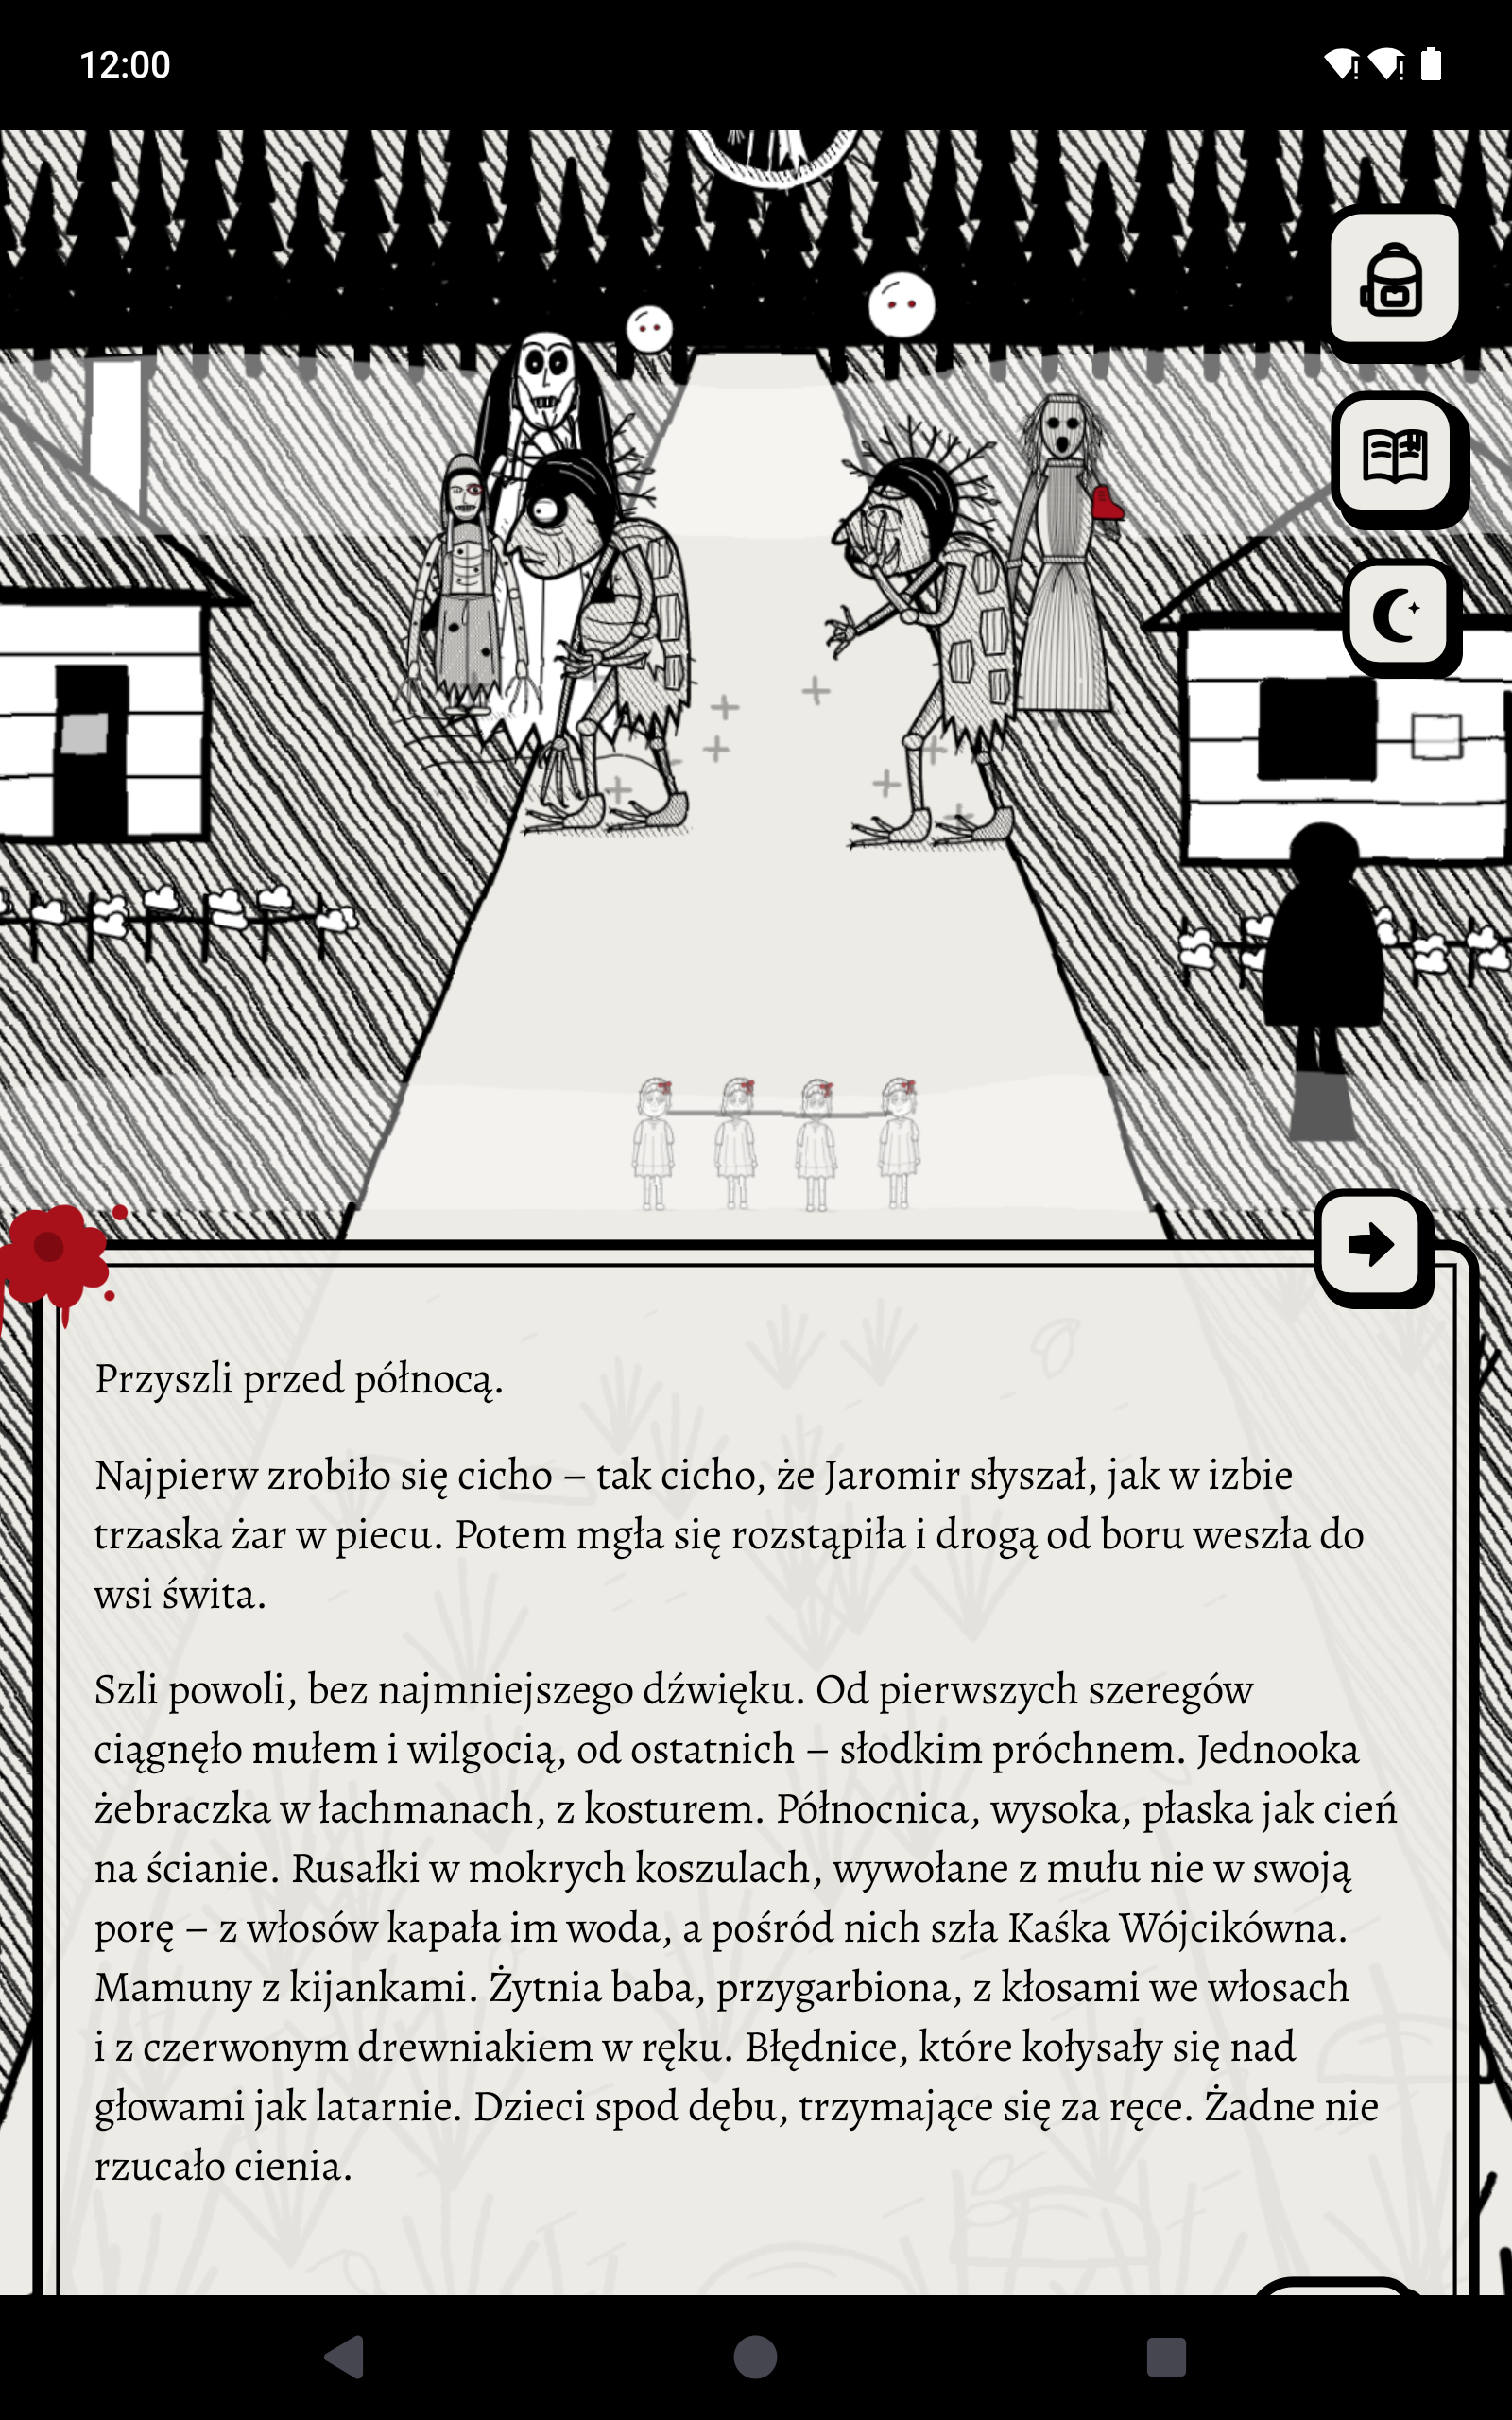 12:00
Przyszli przed północą.
Najpierw zrobiło się cicho – tak cicho, że Jaromir słyszał, jak w izbie
trzaska żar w piecu. Potem mgła się rozstąpiła i drogą od boru weszła do
wsi świta.
Szli powoli, bez najmniejszego dźwięku. Od pierwszych szeregów
ciągnęło mułem i wilgocią, od ostatnich – słodkim próchnem. Jednooka
żebraczka w łachmanach, z kosturem. Północnica, wysoka, płaska jak cień
na ścianie. Rusałki w mokrych koszulach, wywołane z mułu nie w swoją
porę – z włosów kapała im woda, a pośród nich szła Kaśka Wójcikówna.
Mamuny z kijankami. Żytnia baba, przygarbiona, z kłosami we włosach
i z czerwonym drewniakiem w ręku. Błędnice, które kołysały się nad
głowami jak latarnie. Dzieci spod dębu, trzymające się za ręce. Żadne nie
rzucało cienia.